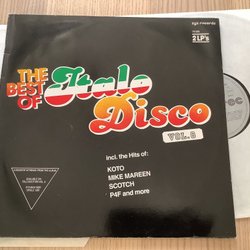 zyx records
2 LP's
THE
BEST
OF
Italo
Disco
VOL. 8
incl. the Hits of:
KOTO
MIKE MAREEN
SCOTCH
P4F and more